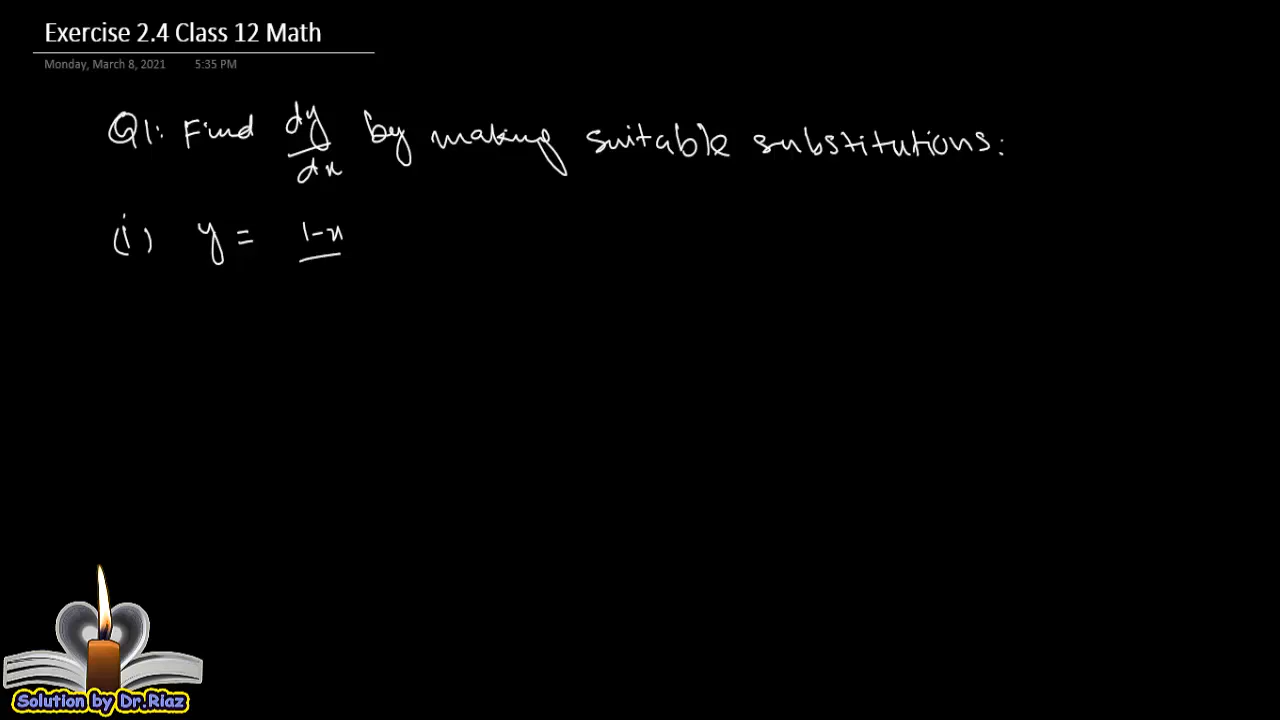 Exercise 2.4 Class 12 Math
Monday, March 8, 2021 5:35 PM
Q1: Find dy/dx by making suitable substitutions:
(i) y = 1-x
Solution by Dr.Riaz